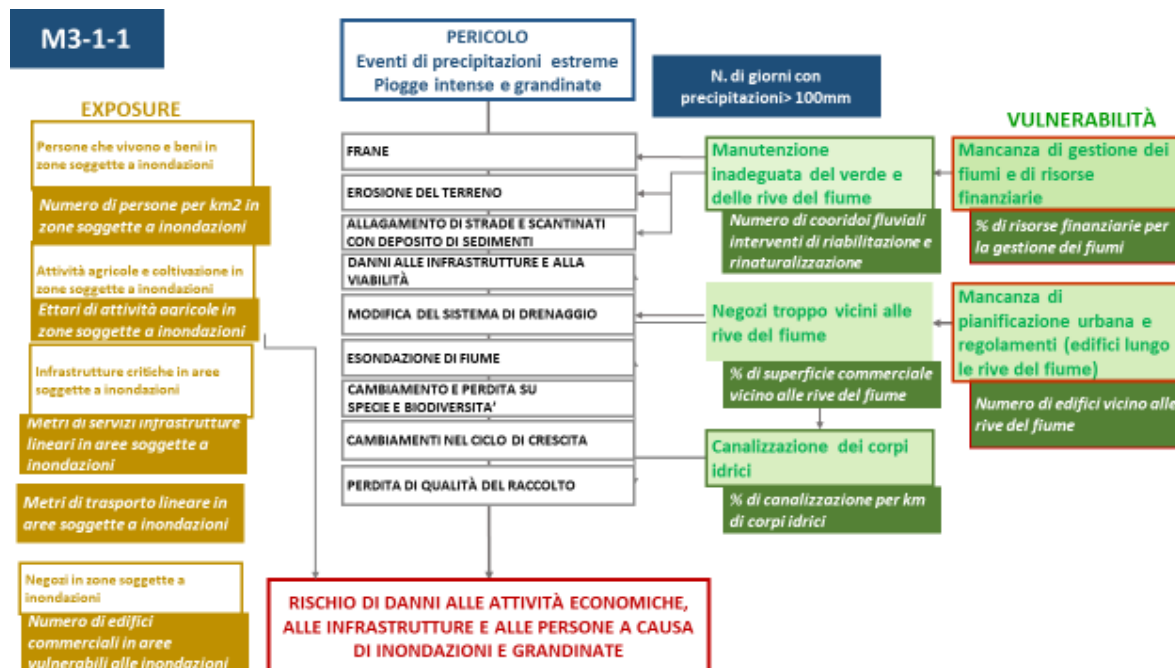 M3-1-1
PERICOLO
Eventi di precipitazioni estreme
Piogge intense e grandinate
N. di giorni con
precipitazioni> 100mm
EXPOSURE
Persone che vivono e beni in
zone soggette a inondazioni
Numero di persone per km2 in
zone soggette a inondazioni
Attività agricole e coltivazione in
zone soggette a inondazioni
Ettari di attività agricole in
zone soggette a inondazioni
Infrastrutture critiche in aree
soggette a inondazioni
Metri di servizi infrastrutture
lineari in aree soggette a
inondazioni
Metri di trasporto lineare in
aree soggette a inondazioni
Negozi in zone soggette a
inondazioni
Numero di edifici
commerciali in aree
vulnerabili alle inondazioni
FRANE
EROSIONE DEL TERRENO
ALLAGAMENTO DI STRADE E SCANTINATI
CON DEPOSITO DI SEDIMENTI
DANNI ALLE INFRASTRUTTURE E ALLA
VIABILITÀ
MODIFICA DEL SISTEMA DI DRENAGGIO
ESONDAZIONE DI FIUME
CAMBIAMENTO E PERDITA SU
SPECIE E BIODIVERSITA'
CAMBIAMENTI NEL CICLO DI CRESCITA
PERDITA DI QUALITÀ DEL RACCOLTO
RISCHIO DI DANNI ALLE ATTIVITÀ ECONOMICHE,
ALLE INFRASTRUTTURE E ALLE PERSONE A CAUSA
DI INONDAZIONI E GRANDINATE
VULNERABILITÀ
Manutenzione
inadeguata del verde e
delle rive del fiume
Numero di cooridoi fluviali
interventi di riabilitazione e
rinaturalizzazione
Negozi troppo vicini alle
rive del fiume
% di superficie commerciale
vicino alle rive del fiume
Canalizzazione dei corpi
idrici
% di canalizzazione per km
di corpi idrici
Mancanza di gestione dei
fiumi e di risorse
finanziarie
% di risorse finanziarie per
la gestione dei fiumi
Mancanza di
pianificazione urbana e
regolamenti (edifici lungo
le rive del fiume)
Numero di edifici vicino alle
rive del fiume